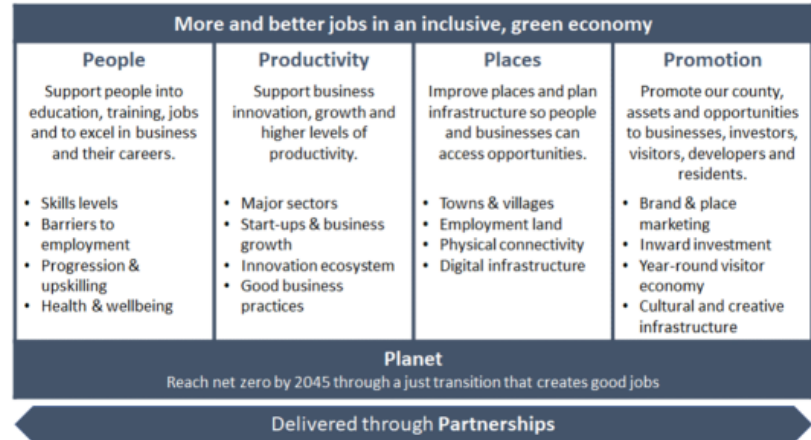 More and better jobs in an inclusive, green economy
People
Support people into
education, training, jobs
and to excel in business
and their careers.
• Skills levels
• Barriers to
employment
• Progression &
upskilling
• Health & wellbeing
Productivity
Support business
innovation, growth and
higher levels of
productivity.
• Major sectors
• Start-ups & business
growth
• Innovation ecosystem
• Good business
practices
Places
Improve places and plan
infrastructure so people
and businesses can
access opportunities.
• Towns & villages
• Employment land
• Physical connectivity
• Digital infrastructure
Promotion
Promote our county,
assets and opportunities
to businesses, investors,
visitors, developers and
residents.
• Brand & place
marketing
• Inward investment
• Year-round visitor
economy
• Cultural and creative
infrastructure
Planet
Reach net zero by 2045 through a just transition that creates good jobs
Delivered through Partnerships